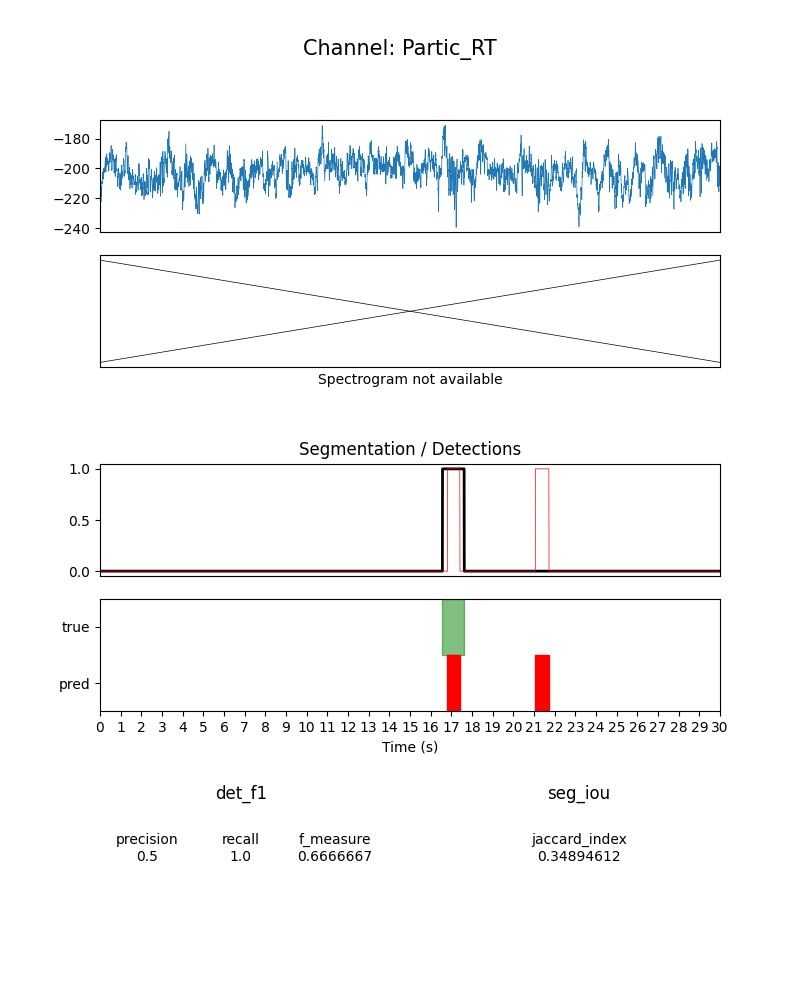 Channel: Partic_RT
−180
−200
−220
−240
Spectrogram not available
Segmentation / Detections
1.0
0.5
0.0
true
pred
0 1 2 3 4 5 6 7 8 9 10 11 12 13 14 15 16 17 18 19 20 21 22 23 24 25 26 27 28 29 30
Time (s)
det_f1 seg_iou
precision recall f_measure jaccard_index
0.5 1.0 0.6666667 0.34894612